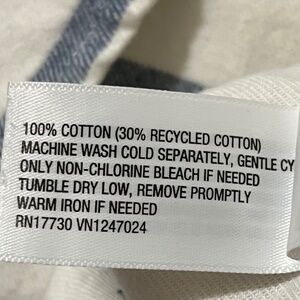 100% COTTON (30% RECYCLED COTTON)
MACHINE WASH COLD SEPARATELY, GENTLE CY
ONLY NON-CHLORINE BLEACH IF NEEDED
TUMBLE DRY LOW, REMOVE PROMPTLY
WARM IRON IF NEEDED
RN17730 VN1247024